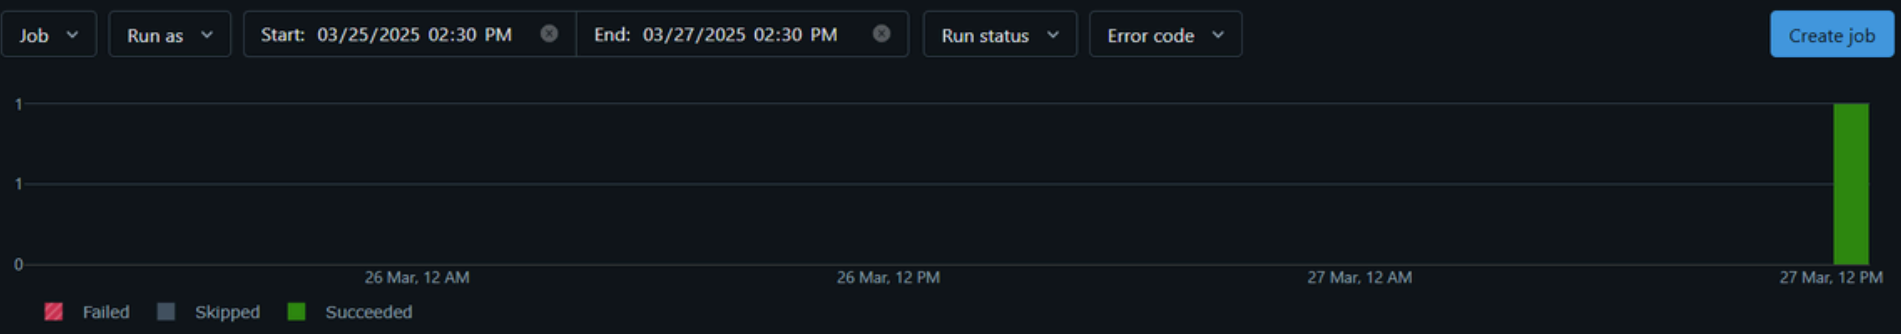 Job Run as Start: 03/25/2025 02:30 PM End: 03/27/2025 02:30 PM Run status Error code Create job
1
1
0
26 Mar, 12 AM 26 Mar, 12 PM 27 Mar, 12 AM 27 Mar, 12 PM
Failed Skipped Succeeded